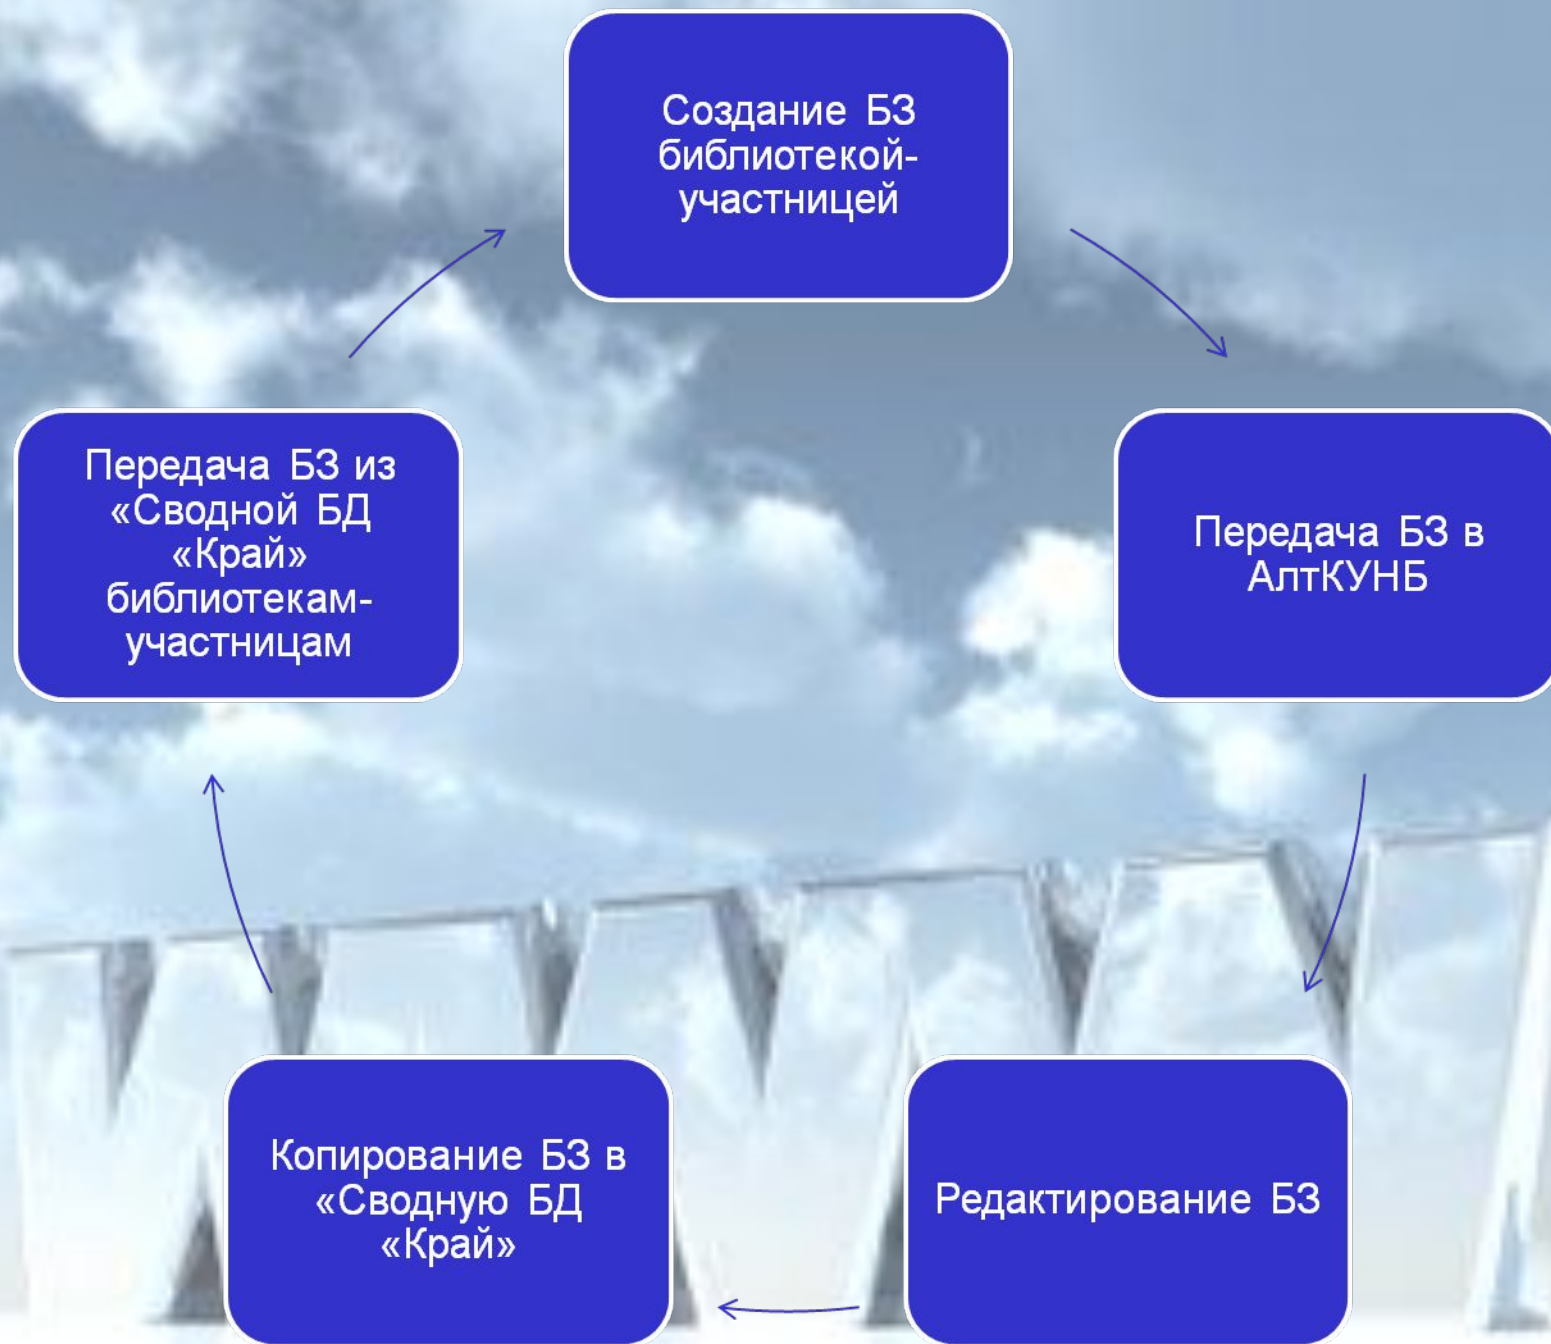 Создание БЗ
библиотекой-
участницей
Передача БЗ в
АлтКУНБ
Редактирование БЗ
Копирование БЗ в
«Сводную БД
«Край»
Передача БЗ из
«Сводной БД
«Край»
библиотекам-
участницам